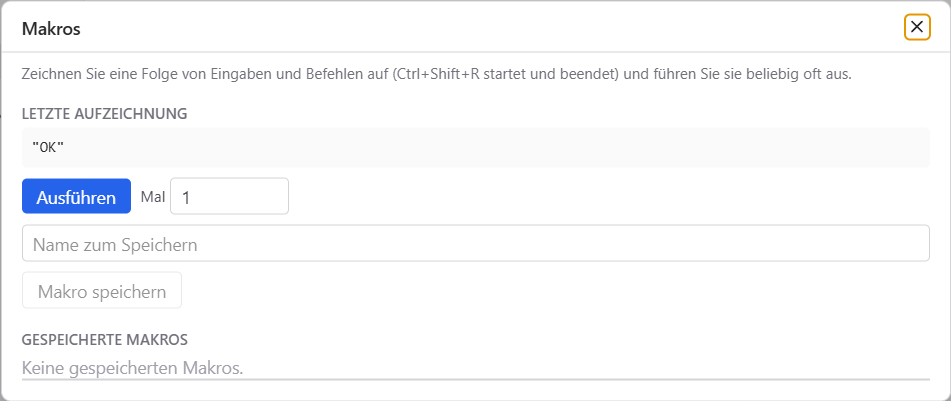 Makros
Zeichnen Sie eine Folge von Eingaben und Befehlen auf (Ctrl+Shift+R startet und beendet) und führen Sie sie beliebig oft aus.
LETZTE AUFZEICHNUNG
"OK"
Ausführen Mal 1
Name zum Speichern
Makro speichern
GESPEICHERTE MAKROS
Keine gespeicherten Makros.